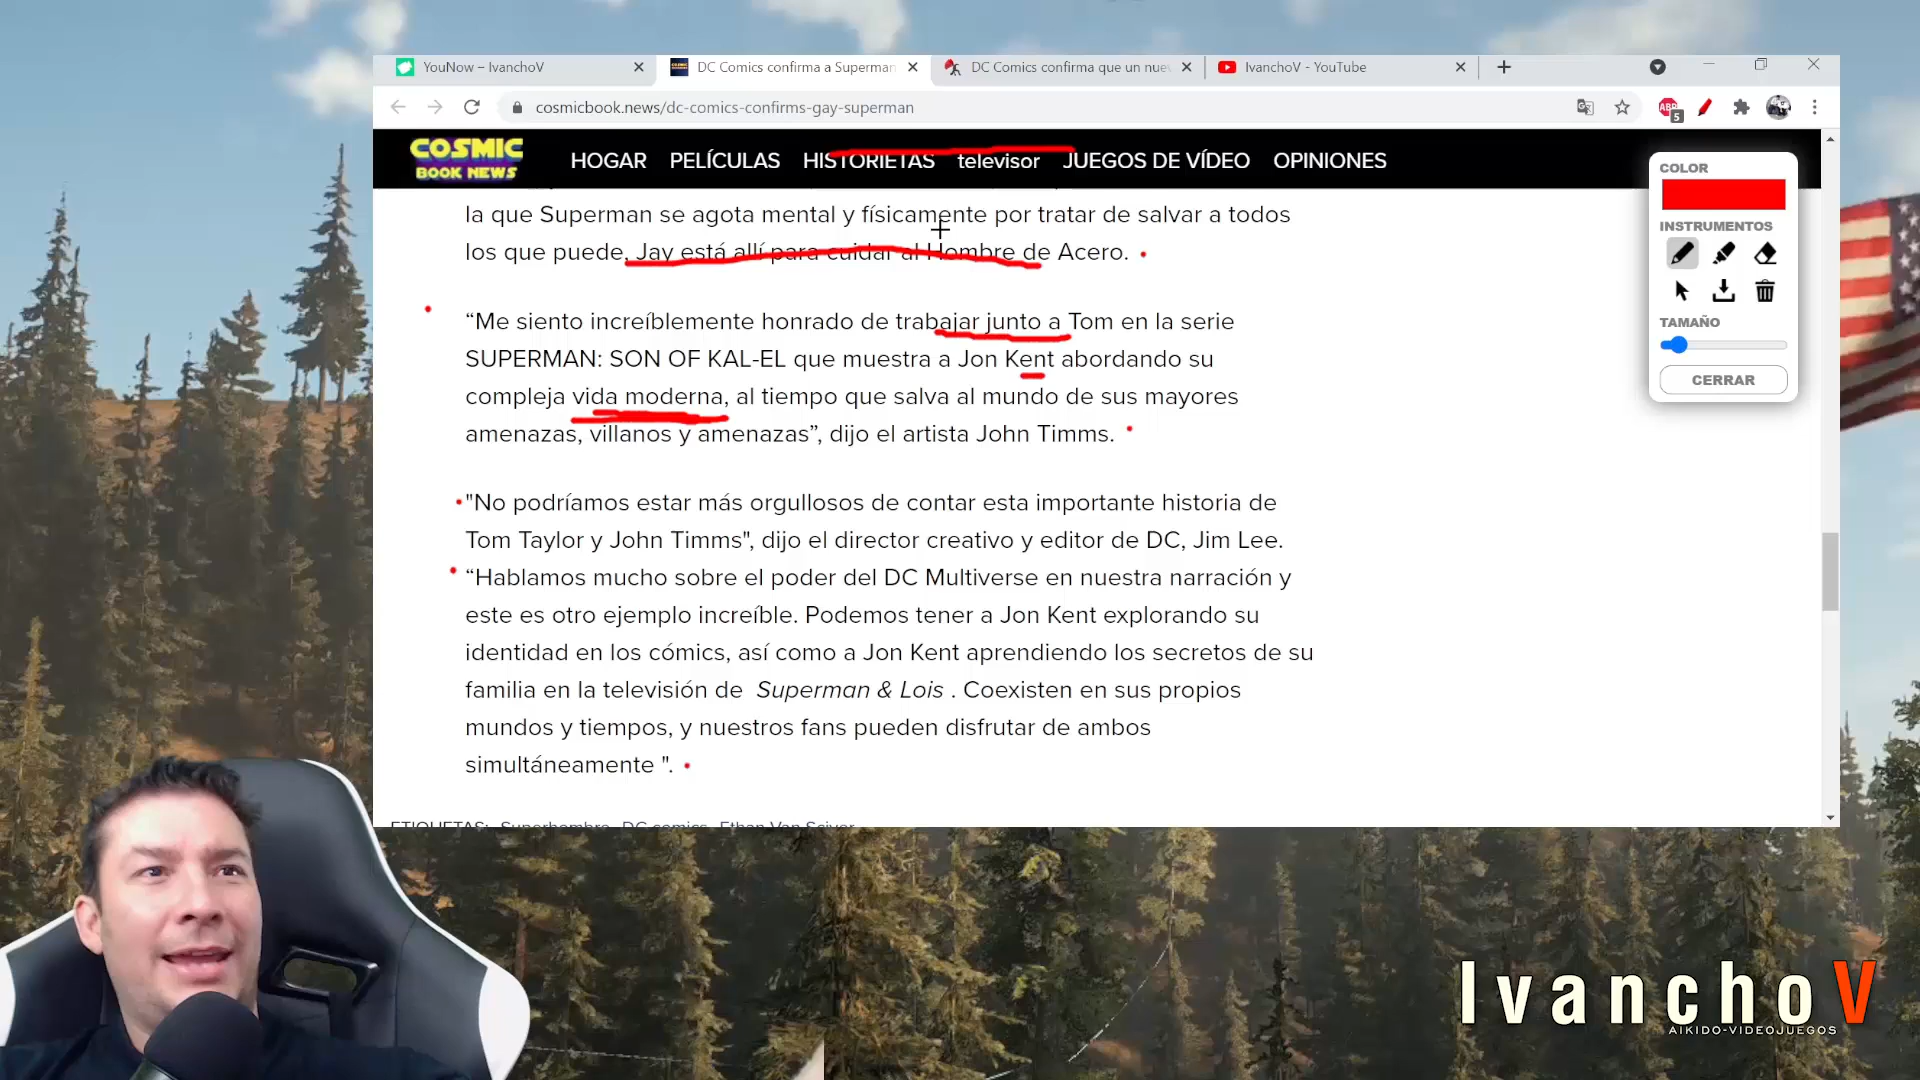 YouNow – IvanchoV
DC Comics confirma a Superman
DC Comics confirma que un nue
IvanchoV - YouTube
cosmicbook.news/dc-comics-confirms-gay-superman
ABP
5
COSMIC
BOOK NEWS
HOGAR PELÍCULAS HISTORIETAS televisor JUEGOS DE VÍDEO OPINIONES
COLOR
INSTRUMENTOS
TAMAÑO
CERRAR
la que Superman se agota mental y físicamente por tratar de salvar a todos
los que puede, Jay está allí para cuidar al Hombre de Acero.
“Me siento increíblemente honrado de trabajar junto a Tom en la serie
SUPERMAN: SON OF KAL-EL que muestra a Jon Kent abordando su
compleja vida moderna, al tiempo que salva al mundo de sus mayores
amenazas, villanos y amenazas”, dijo el artista John Timms.
"No podríamos estar más orgullosos de contar esta importante historia de
Tom Taylor y John Timms", dijo el director creativo y editor de DC, Jim Lee.
“Hablamos mucho sobre el poder del DC Multiverse en nuestra narración y
este es otro ejemplo increíble. Podemos tener a Jon Kent explorando su
identidad en los cómics, así como a Jon Kent aprendiendo los secretos de su
familia en la televisión de Superman & Lois . Coexisten en sus propios
mundos y tiempos, y nuestros fans pueden disfrutar de ambos
simultáneamente ".
ETIQUETAS: Superhombre DC comics Ethan Van Sciver
IvanchoV
AIKIDO-VIDEOJUEGOS